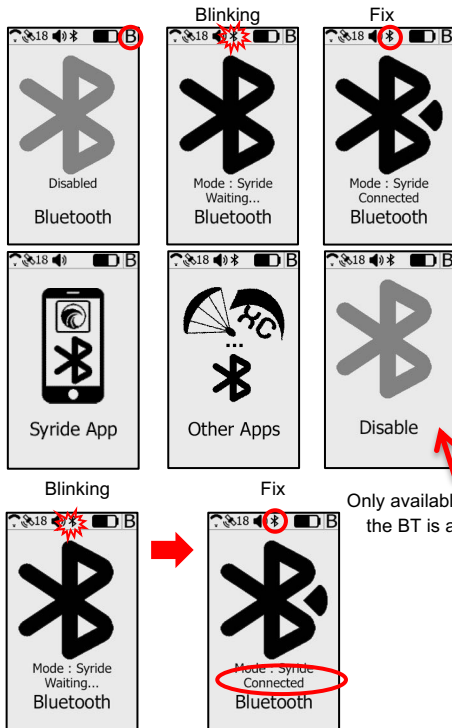 Blinking Fix
18 B 18 B 18 B
Disabled
Bluetooth
Mode : Syride
Waiting...
Bluetooth
Mode : Syride
Connected
Bluetooth
18 B 18 B 18 B
Syride App
XC
...
Other Apps
Disable
Blinking Fix
Only available
the BT is a
18 B 18 B
Mode : Syride
Waiting...
Bluetooth
Mode : Syride
Connected
Bluetooth